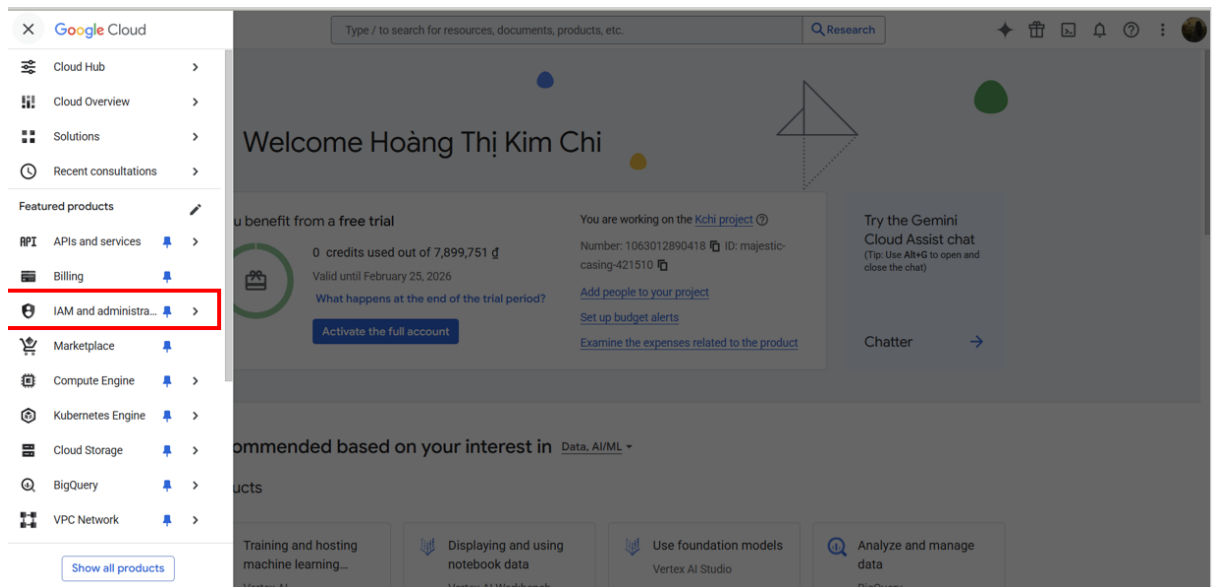 Google Cloud
Type / to search for resources, documents, products, etc.
Research
Cloud Hub
Cloud Overview
Solutions
Recent consultations
Featured products
API APIs and services
Billing
IAM and administra...
Marketplace
Compute Engine
Kubernetes Engine
Cloud Storage
BigQuery
VPC Network
Show all products
Welcome Hoàng Thị Kim Chi
u benefit from a free trial
0 credits used out of 7,899,751 ₫
Valid until February 25, 2026
What happens at the end of the trial period?
Activate the full account
You are working on the Kchi project
Number: 1063012890418 ID: majestic-
casing-421510
Add people to your project
Set up budget alerts
Examine the expenses related to the product
Try the Gemini
Cloud Assist chat
(Tip: Use Alt+G to open and
close the chat)
Chatter
ommended based on your interest in Data, AI/ML
ucts
Training and hosting
machine learning...
Vertex AI
Displaying and using
notebook data
Vertex AI Workbench
Use foundation models
Vertex AI Studio
Analyze and manage
data
BigQuery